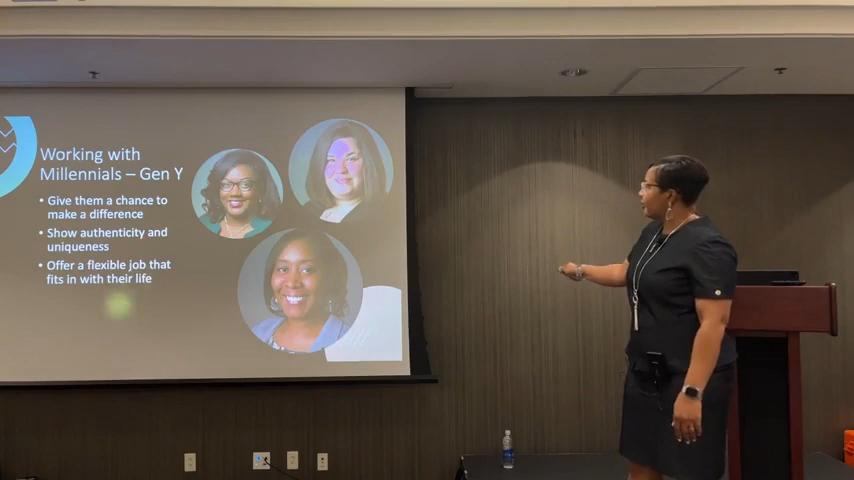 Working with
Millennials – Gen Y
• Give them a chance to
make a difference
• Show authenticity and
uniqueness
• Offer a flexible job that
fits in with their life